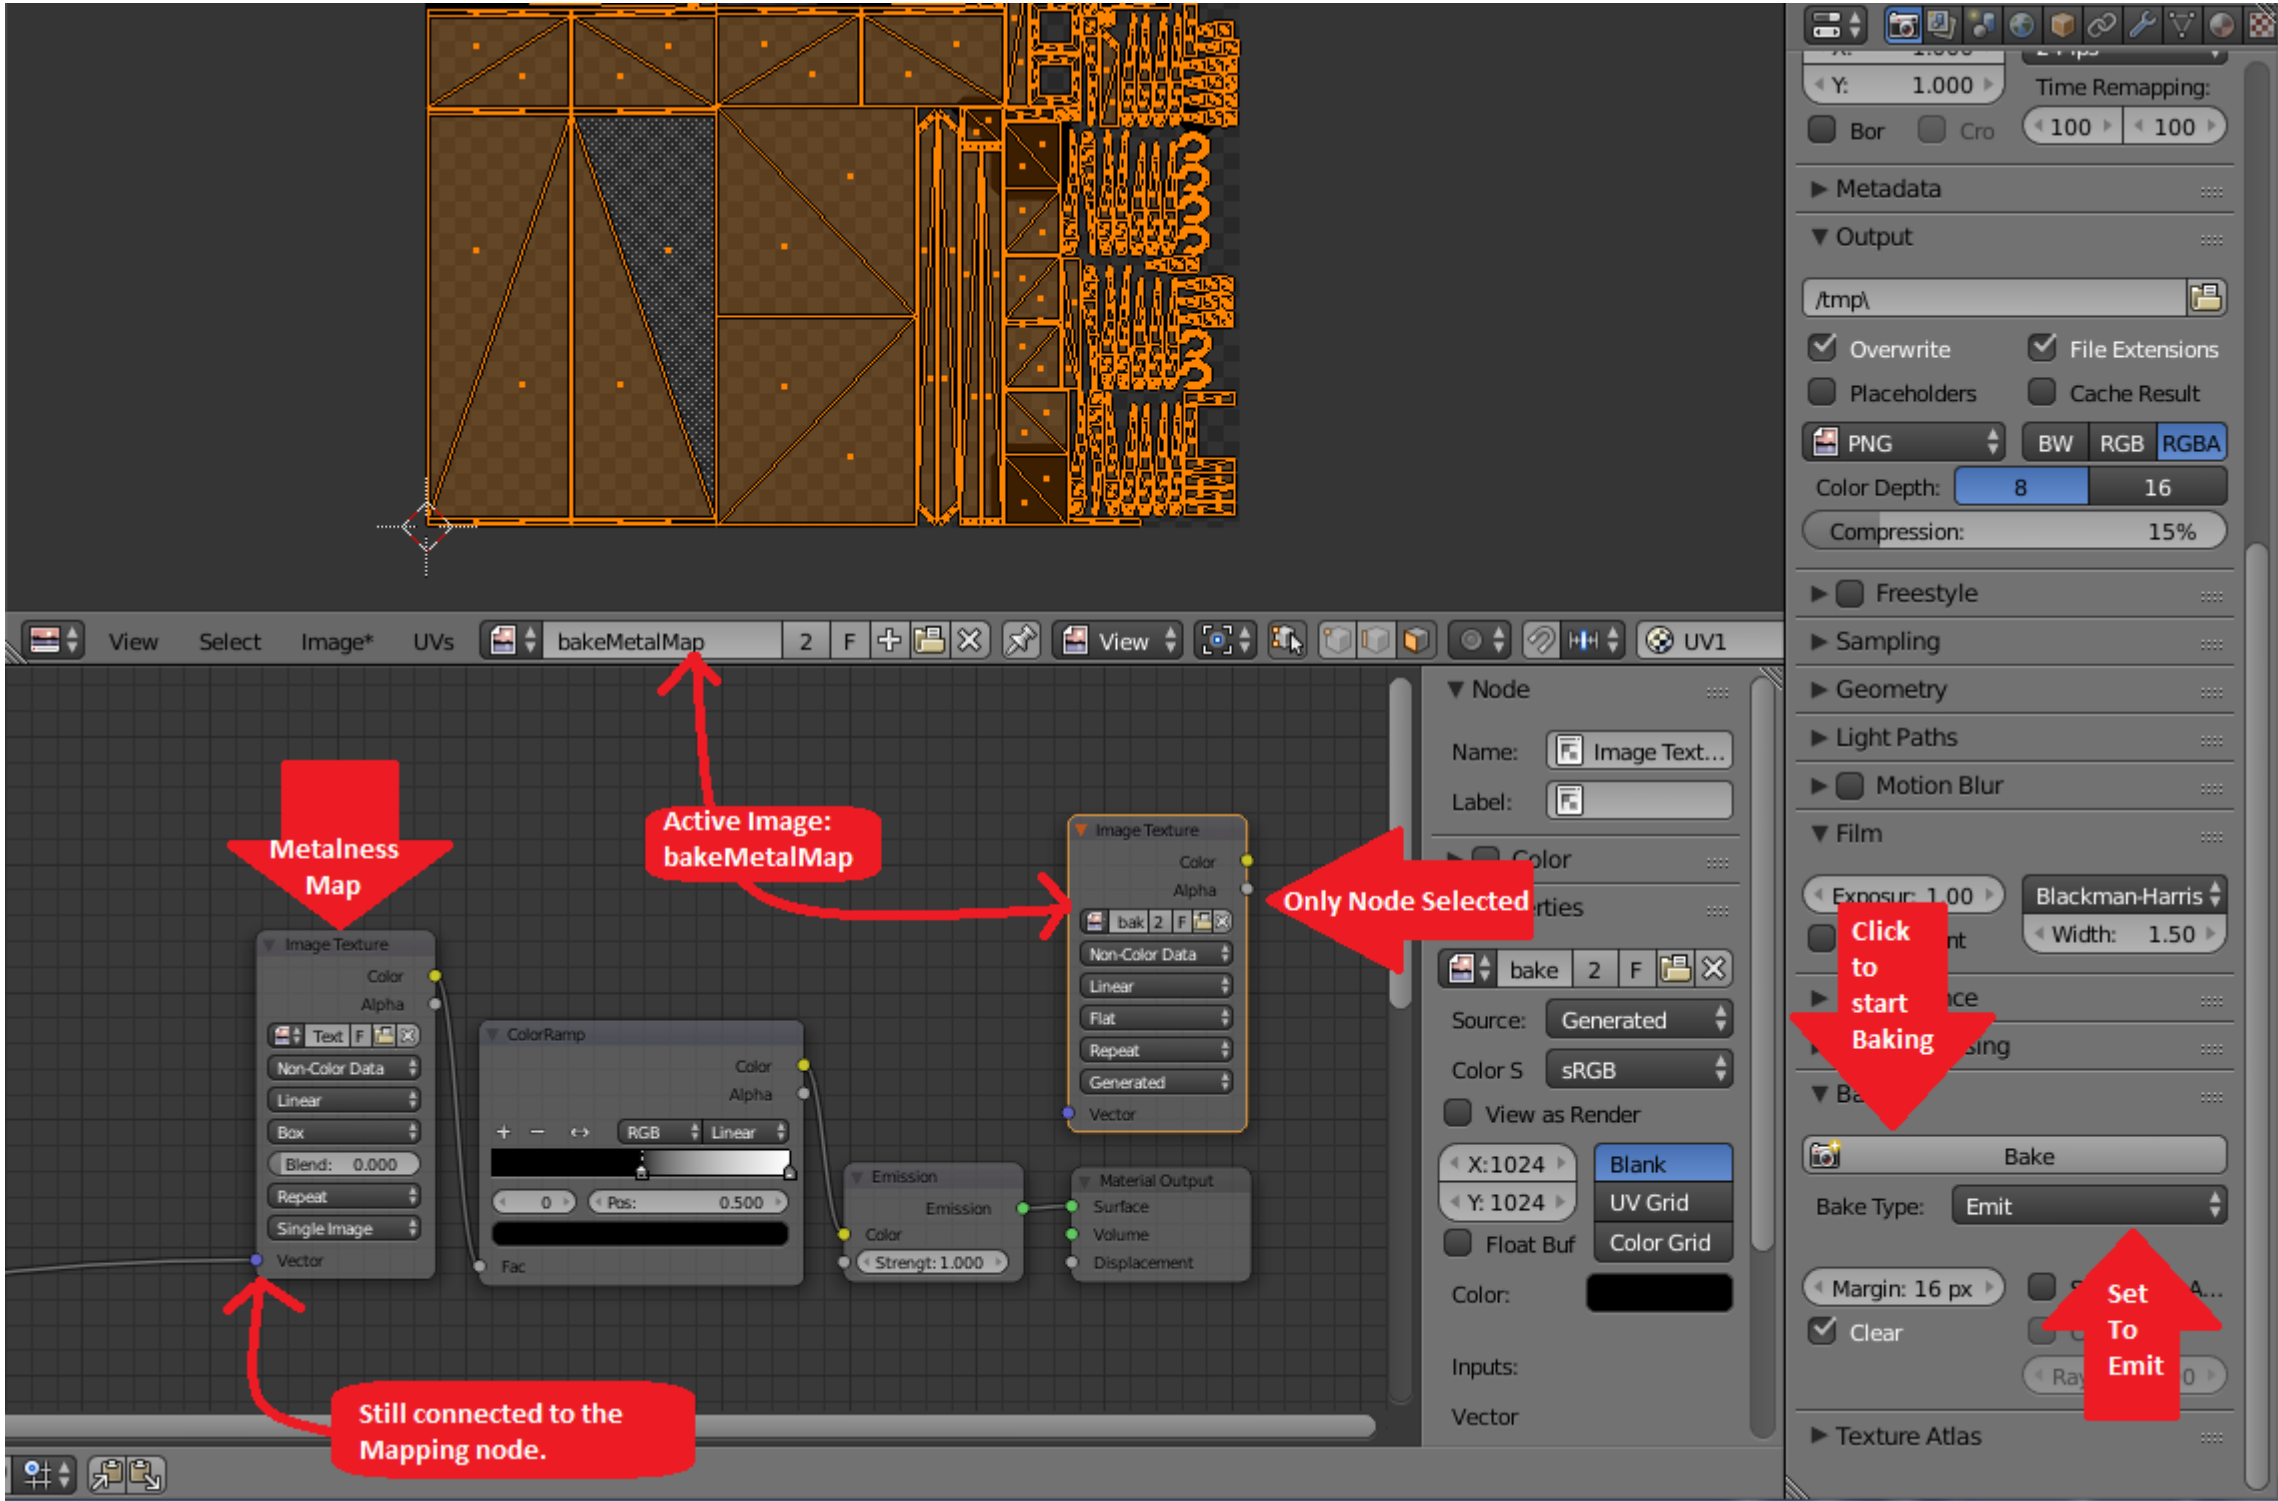 Y: 1.000
Time Remapping:
Bor
Cro
100
100
Metadata
Output
/tmp\
Overwrite
File Extensions
Placeholders
Cache Result
PNG
BW RGB RGBA
Color Depth: 8 16
Compression: 15%
Freestyle
Sampling
Geometry
Light Paths
Motion Blur
Film
Exposur: 1.00
Blackman-Harris
Width: 1.50
Click
to
start
Baking
Bake
Bake Type: Emit
Margin: 16 px
Clear
Set
To
Emit
Texture Atlas
View Select Image* UVs
bakeMetalMap 2 F
View
UV1
Metalness
Map
Active Image:
bakeMetalMap
Only Node Selected
Still connected to the
Mapping node.
Image Texture
Color
Alpha
Text F
Non-Color Data
Linear
Box
Blend: 0.000
Repeat
Single Image
Vector
ColorRamp
Color
Alpha
RGB Linear
0 Pos: 0.500
Fac
Emission
Emission
Color
Strengt: 1.000
Image Texture
Color
Alpha
bak 2 F
Non-Color Data
Linear
Flat
Repeat
Generated
Vector
Material Output
Surface
Volume
Displacement
Node
Name: Image Text...
Label:
Color
bake 2 F
Source: Generated
Color S sRGB
View as Render
X:1024
Y: 1024
Blank
UV Grid
Color Grid
Float Buf
Color:
Inputs:
Vector